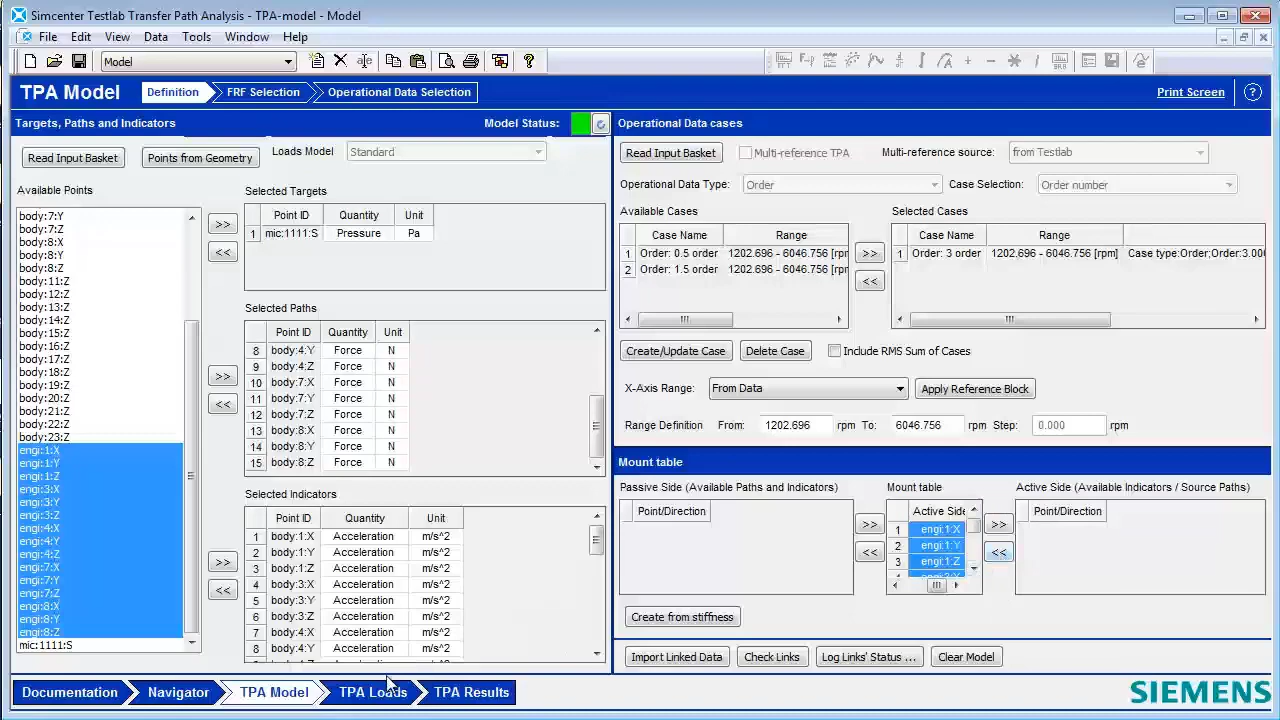 Simcenter Testlab Transfer Path Analysis - TPA-model - Model
File Edit View Data Tools Window Help
Model
TPA Model Definition FRF Selection Operational Data Selection Print Screen
Targets, Paths and Indicators Model Status:
Read Input Basket Points from Geometry Loads Model Standard
Available Points
body:7:Y
body:7:Z
body:8:X
body:8:Y
body:8:Z
body:11:Z
body:12:Z
body:13:Z
body:14:Z
body:15:Z
body:16:Z
body:17:Z
body:18:Z
body:19:Z
body:20:Z
body:21:Z
body:22:Z
body:23:Z
engi:1:X
engi:1:Y
engi:1:Z
engi:3:X
engi:3:Y
engi:3:Z
engi:4:X
engi:4:Y
engi:4:Z
engi:7:X
engi:7:Y
engi:7:Z
engi:8:X
engi:8:Y
engi:8:Z
mic:1111:S
>>
<<
>>
<<
>>
<<
Selected Targets
Point ID Quantity Unit
1 mic:1111:S Pressure Pa
Selected Paths
Point ID Quantity Unit
8 body:4:Y Force N
9 body:4:Z Force N
10 body:7:X Force N
11 body:7:Y Force N
12 body:7:Z Force N
13 body:8:X Force N
14 body:8:Y Force N
15 body:8:Z Force N
Selected Indicators
Point ID Quantity Unit
1 body:1:X Acceleration m/s^2
2 body:1:Y Acceleration m/s^2
3 body:1:Z Acceleration m/s^2
4 body:3:X Acceleration m/s^2
5 body:3:Y Acceleration m/s^2
6 body:3:Z Acceleration m/s^2
7 body:4:X Acceleration m/s^2
8 body:4:Y Acceleration m/s^2
Operational Data cases
Read Input Basket Multi-reference TPA Multi-reference source: from Testlab
Operational Data Type: Order Case Selection: Order number
Available Cases
Case Name Range
1 Order: 0.5 order 1202.696 - 6046.756 [rpm
2 Order: 1.5 order 1202.696 - 6046.756 [rpm
>>
<<
Selected Cases
Case Name Range
1 Order: 3 order 1202.696 - 6046.756 [rpm] Case type:Order;Order:3.00
Create/Update Case Delete Case Include RMS Sum of Cases
X-Axis Range: From Data Apply Reference Block
Range Definition From: 1202.696 rpm To: 6046.756 rpm Step: 0.000 rpm
Mount table
Passive Side (Available Paths and Indicators)
Point/Direction
>>
<<
Mount table
Active Side
1 engi:1:X
2 engi:1:Y
3 engi:1:Z
>>
<<
Active Side (Available Indicators / Source Paths)
Point/Direction
Create from stiffness
Import Linked Data Check Links Log Links' Status ... Clear Model
Documentation Navigator TPA Model TPA Loads TPA Results
SIEMENS